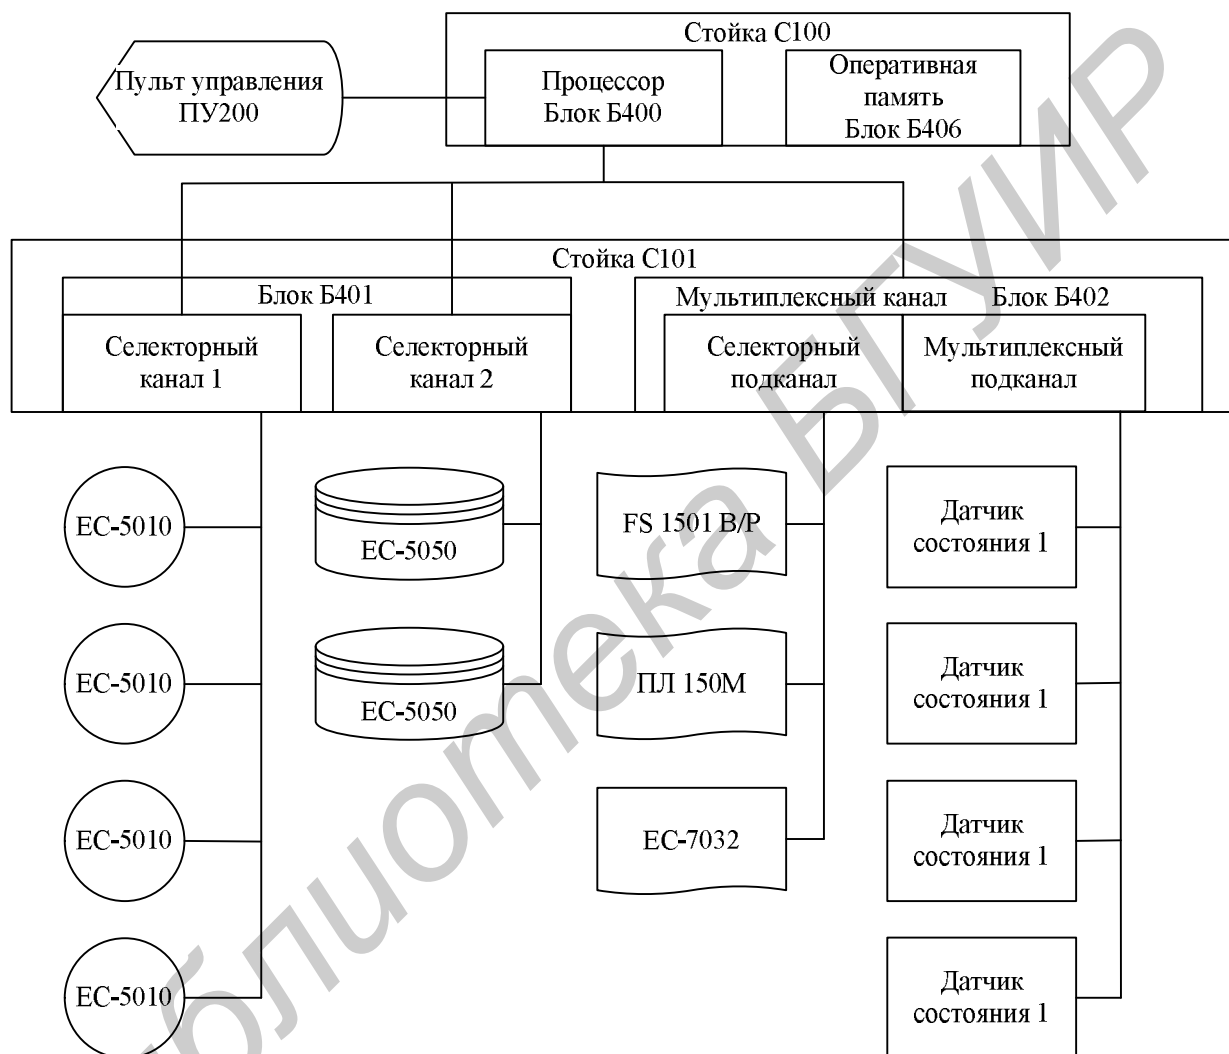 Стойка С100
Пульт управления
ПУ200
Процессор
Блок Б400
Оперативная
память
Блок Б406
Стойка С101
Блок Б401
Мультиплексный канал
Блок Б402
Селекторный
канал 1
Селекторный
канал 2
Селекторный
подканал
Мультиплексный
подканал
ЕС-5010
ЕС-5050
FS 1501 В/Р
Датчик
состояния 1
ЕС-5010
ЕС-5050
ПЛ 150М
Датчик
состояния 1
ЕС-5010
ЕС-7032
Датчик
состояния 1
ЕС-5010
Датчик
состояния 1
блиотека БГУИР